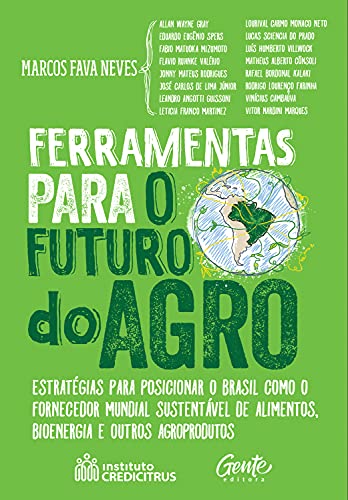 MARCOS FAVA NEVES
ALLAN WAYNE GRAY
EDUARDO EUGÊNIO SPERS
FABIO MATUOKA MIZUMOTO
FLAVIO RUHNKE VALÉRIO
JONNY MATEUS RODRIGUES
JOSÉ CARLOS DE LIMA JÚNIOR
LEANDRO ANGOTTI GUISSONI
LETICIA FRANCO MARTINEZ
LOURIVAL CARMO MONACO NETO
LUCAS SCIENCIA DO PRADO
LUÍS HUMBERTO VILLWOCK
MATHEUS ALBERTO CÔNSOLI
RAFAEL BORDONAL KALAKI
RODRIGO LOURENÇO FARINHA
VINÍCIUS CAMBAÚVA
VITOR NARDINI MARQUES
FERRAMENTAS
PARA O
FUTURO
do AGRO
ESTRATÉGIAS PARA POSICIONAR O BRASIL COMO O
FORNECEDOR MUNDIAL SUSTENTÁVEL DE ALIMENTOS,
BIOENERGIA E OUTROS AGROPRODUTOS
instituto
CREDICITRUS
Gente
editora